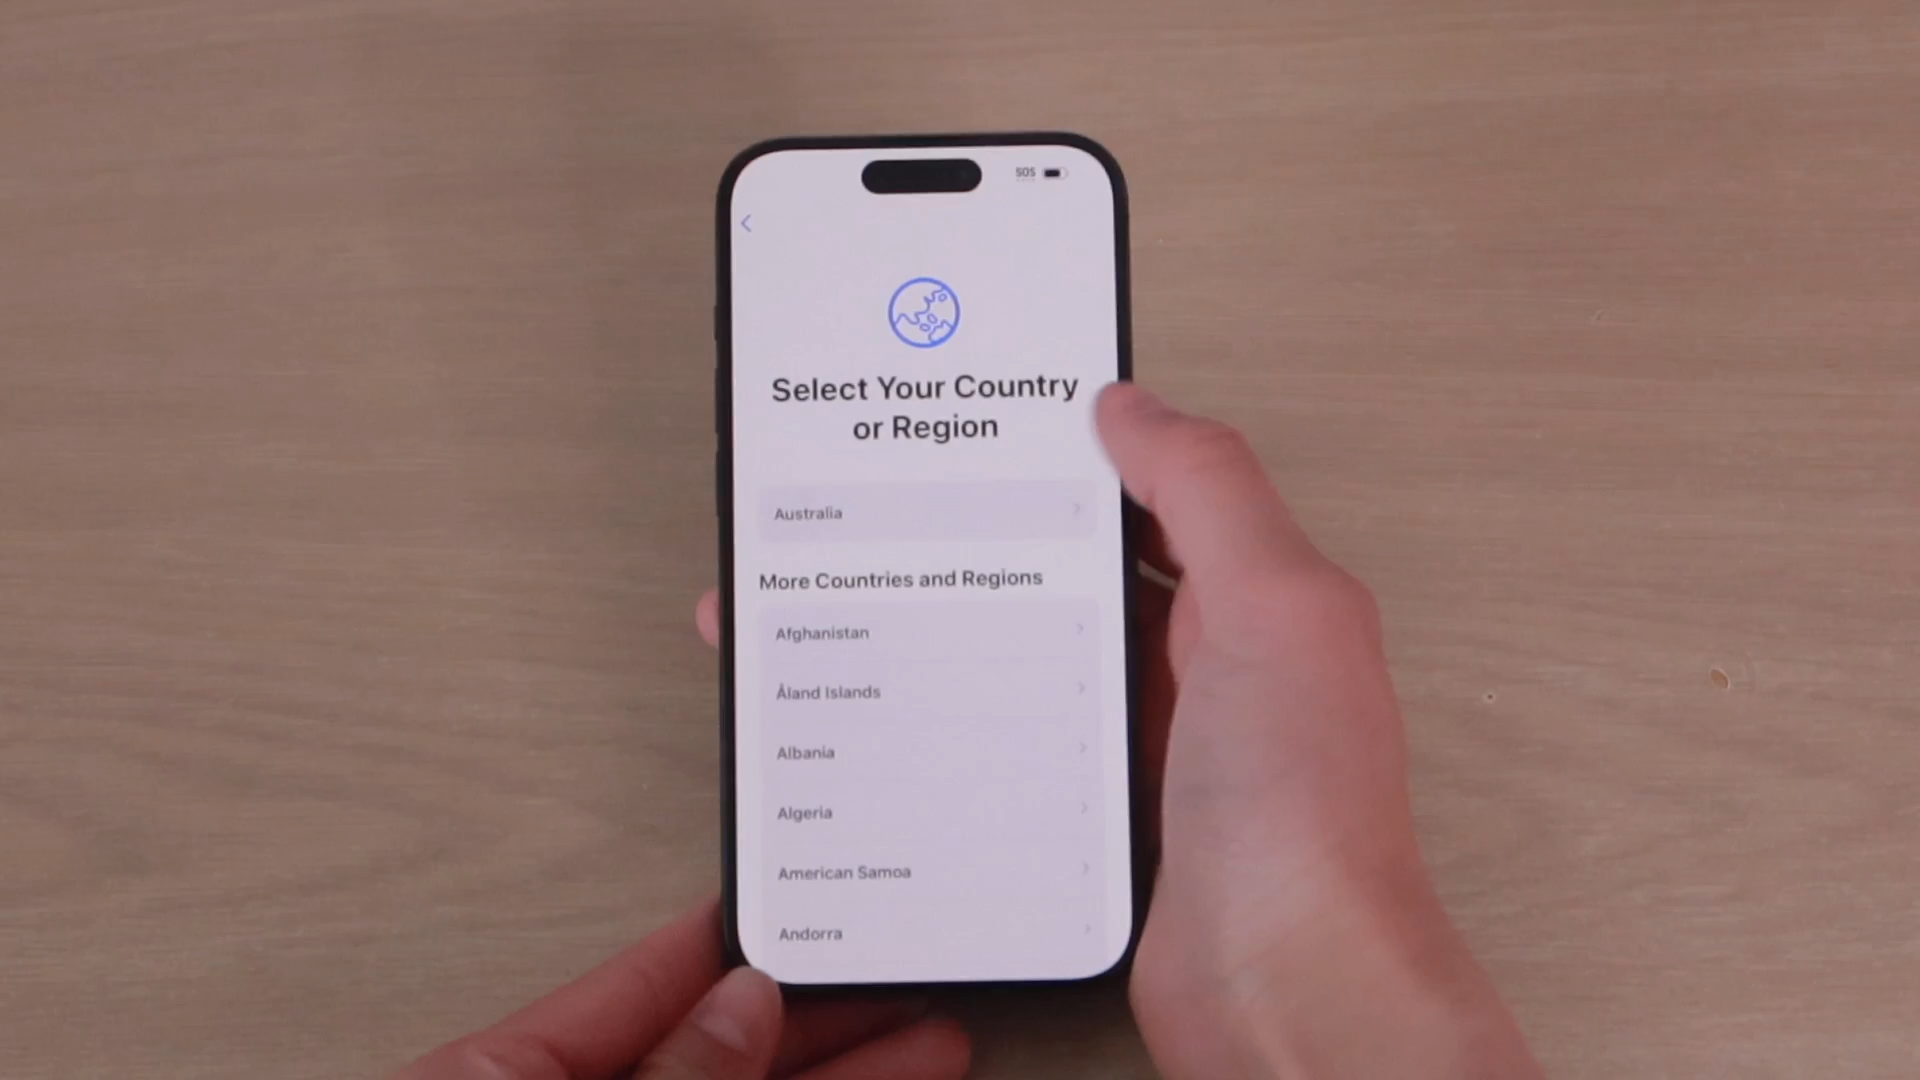 SOS
Select Your Country
or Region
Australia
More Countries and Regions
Afghanistan
Åland Islands
Albania
Algeria
American Samoa
Andorra